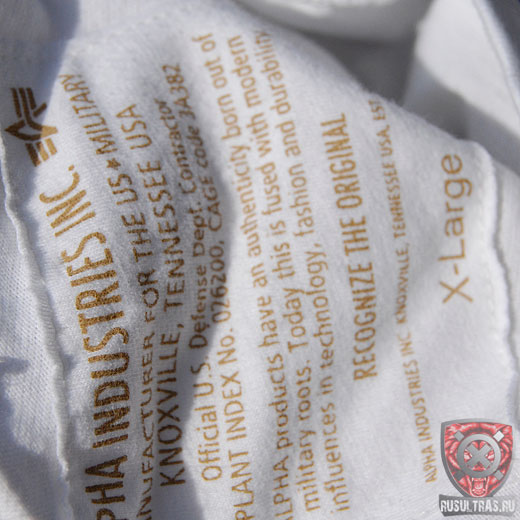 ALPHA INDUSTRIES INC.
MANUFACTURER FOR THE US ★ MILITARY
KNOXVILLE, TENNESSEE USA
Official U.S. Defense Dept. Contractor
PLANT INDEX No. 026200, CAGE code 3A382
ALPHA products have an authenticity born out of
military roots. Today this is fused with modern
influences in technology, fashion and durability
RECOGNIZE THE ORIGINAL
ALPHA INDUSTRIES INC. KNOXVILLE, TENNESSEE USA, EST
X-Large
RUSULTRAS.RU